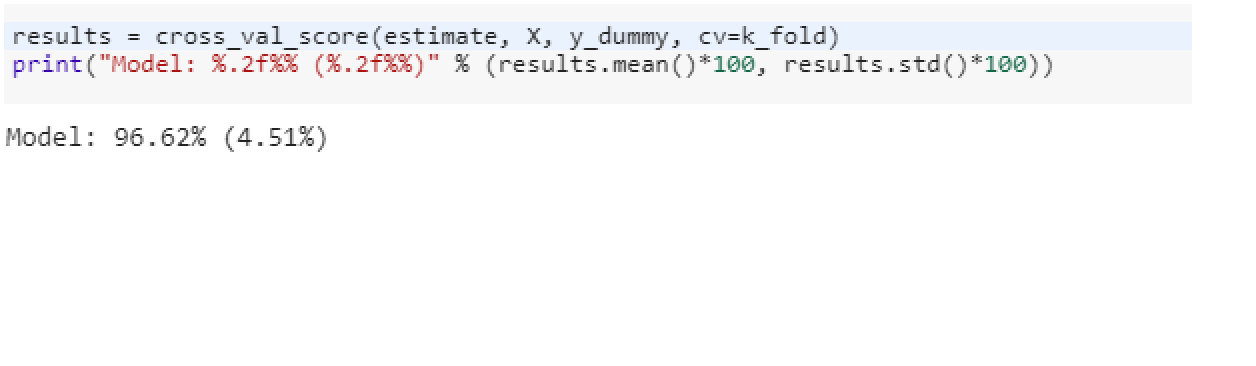 results = cross_val_score(estimate, X, y_dummy, cv=k_fold)
print("Model: %.2f%% (%.2f%%)" % (results.mean()*100, results.std()*100))
Model: 96.62% (4.51%)